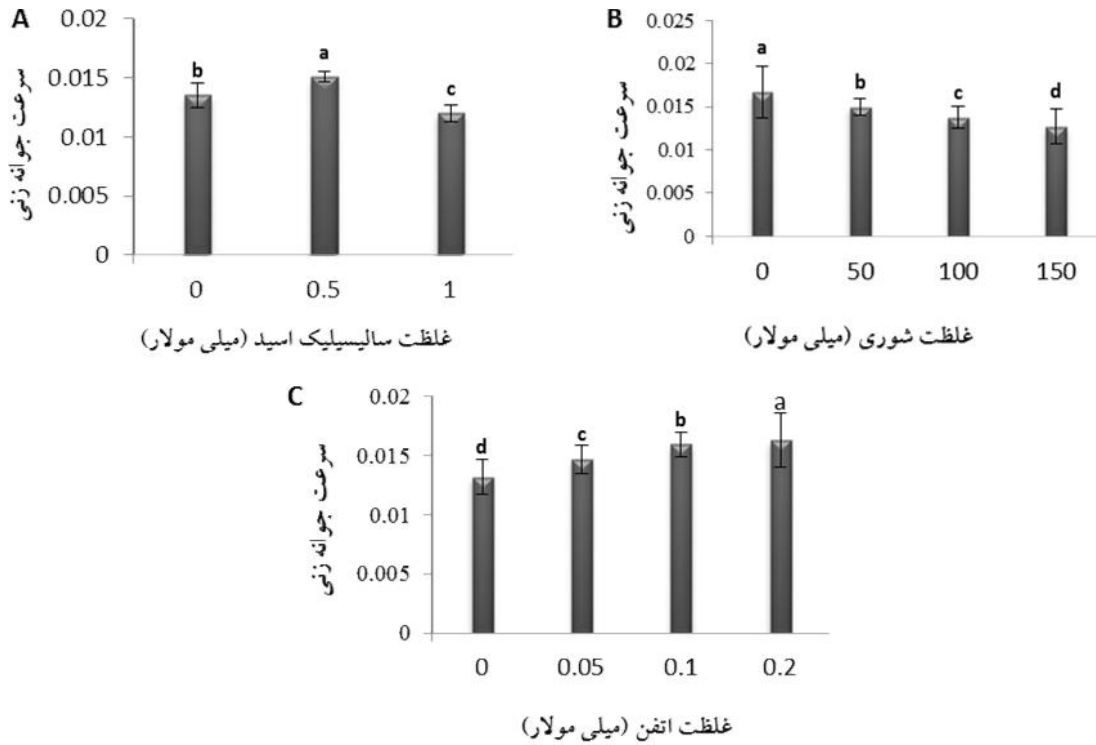 A
سرعت جوانه زنی
0.02
0.015
0.01
0.005
0
b
a
c
0
0.5
1
غلظت سالیسیلیک اسید (میلی مولار)
B
سرعت جوانه زنی
0.025
0.02
0.015
0.01
0.005
0
a
b
c
d
0
50
100
150
غلظت شوری (میلی مولار)
C
سرعت جوانه زنی
0.02
0.015
0.01
0.005
0
d
c
b
a
0
0.05
0.1
0.2
غلظت اتفن (میلی مولار)